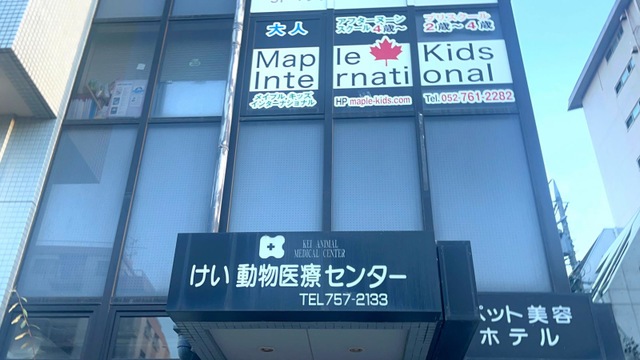 大人
アフタースクーン
スクール 4歳～
プリスクール
2歳～4歳
Maple Kids
International
メイプル キッズ
インターナショナル
HP maple-kids.com
Tel. 052-761-2282
KEI ANIMAL
MEDICAL CENTER
けい動物医療センター
TEL757-2133
ペット美容
ホテル